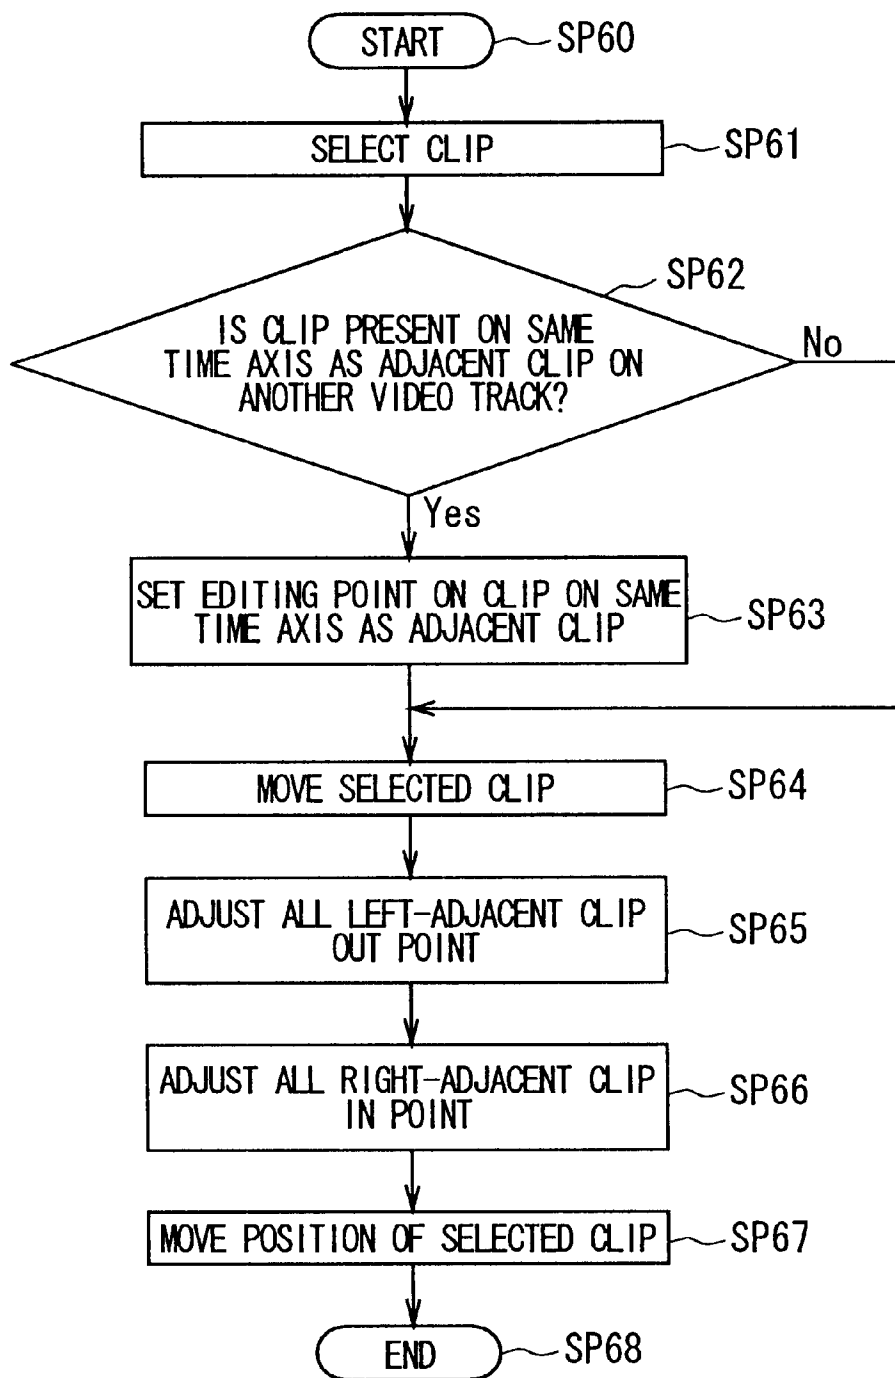 START
SP60
SELECT CLIP
SP61
SP62
IS CLIP PRESENT ON SAME
TIME AXIS AS ADJACENT CLIP ON
ANOTHER VIDEO TRACK?
No
Yes
SET EDITING POINT ON CLIP ON SAME
TIME AXIS AS ADJACENT CLIP
SP63
MOVE SELECTED CLIP
SP64
ADJUST ALL LEFT-ADJACENT CLIP
OUT POINT
SP65
ADJUST ALL RIGHT-ADJACENT CLIP
IN POINT
SP66
MOVE POSITION OF SELECTED CLIP
SP67
END
SP68